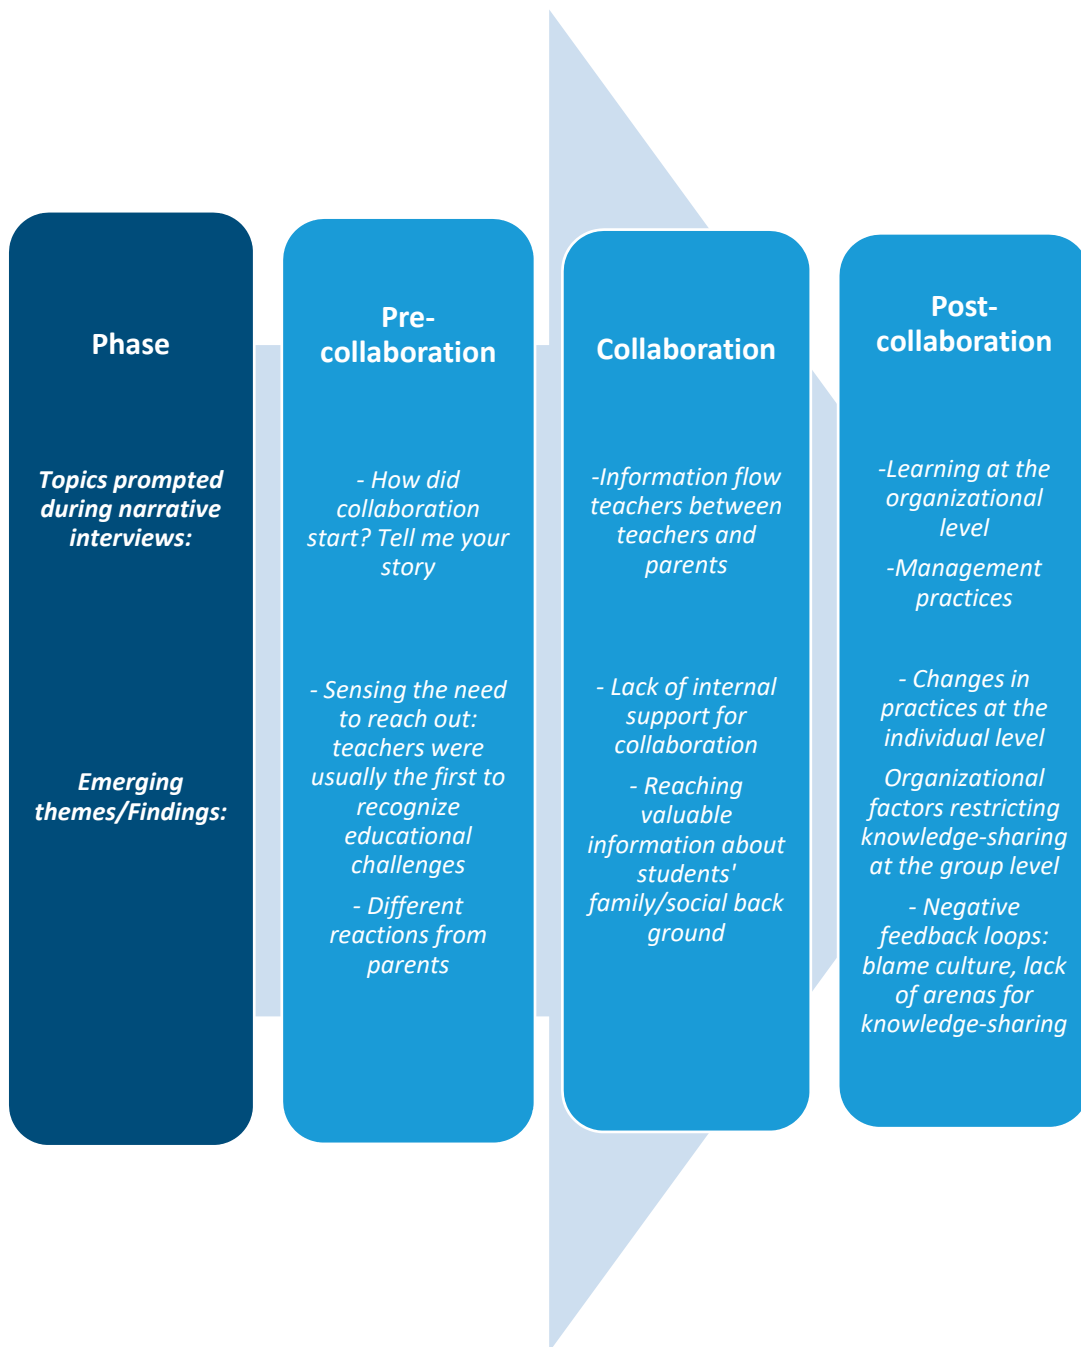 Phase
Topics prompted
during narrative
interviews:
Emerging
themes/Findings:
Pre-
collaboration
- How did
collaboration
start? Tell me your
story
- Sensing the need
to reach out:
teachers were
usually the first to
recognize
educational
challenges
- Different
reactions from
parents
Collaboration
-Information flow
teachers between
teachers and
parents
- Lack of internal
support for
collaboration
- Reaching
valuable
information about
students'
family/social back
ground
Post-
collaboration
-Learning at the
organizational
level
-Management
practices
- Changes in
practices at the
individual level
Organizational
factors restricting
knowledge-sharing
at the group level
- Negative
feedback loops:
blame culture, lack
of arenas for
knowledge-sharing